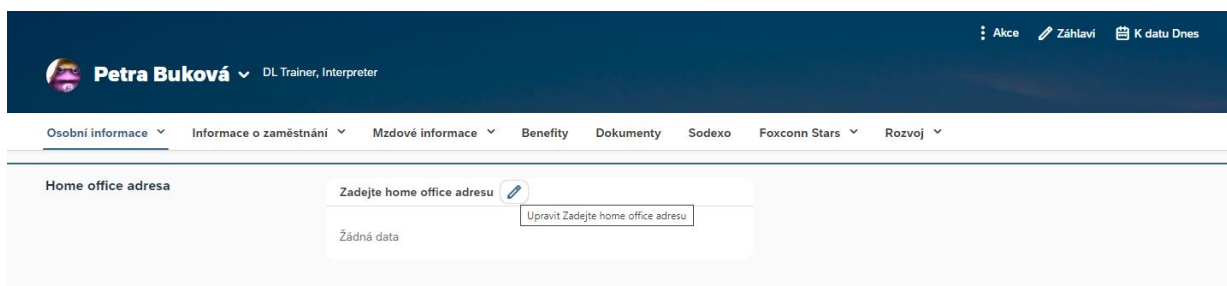 Akce Záhlaví K datu Dnes
Petra Buková DL Trainer, Interpreter
Osobní informace Informace o zaměstnání Mzdové informace Benefity Dokumenty Sodexo Foxconn Stars Rozvoj
Home office adresa
Zadejte home office adresu
Upravit Zadejte home office adresu
Žádná data